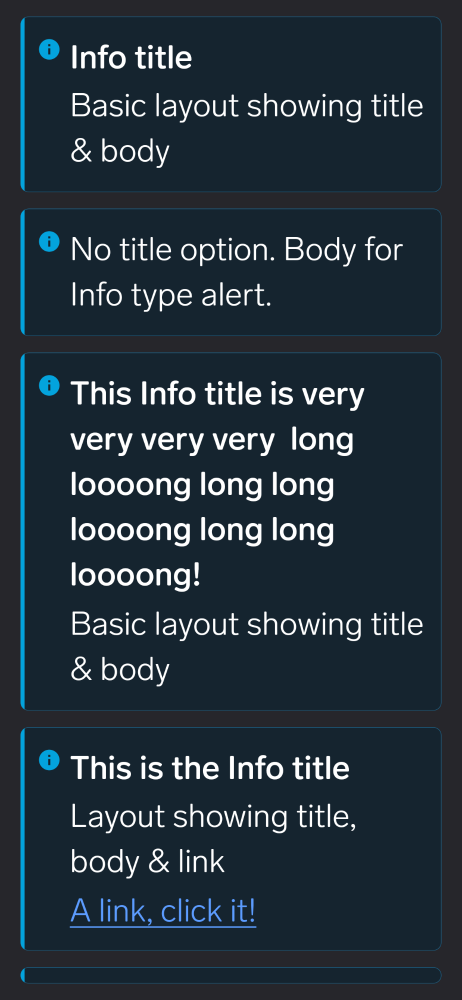 Info title
Basic layout showing title
& body
No title option. Body for
Info type alert.
This Info title is very
very very very  long
loooong long long
loooong long long
loooong!
Basic layout showing title
& body
This is the Info title
Layout showing title,
body & link
A link, click it!